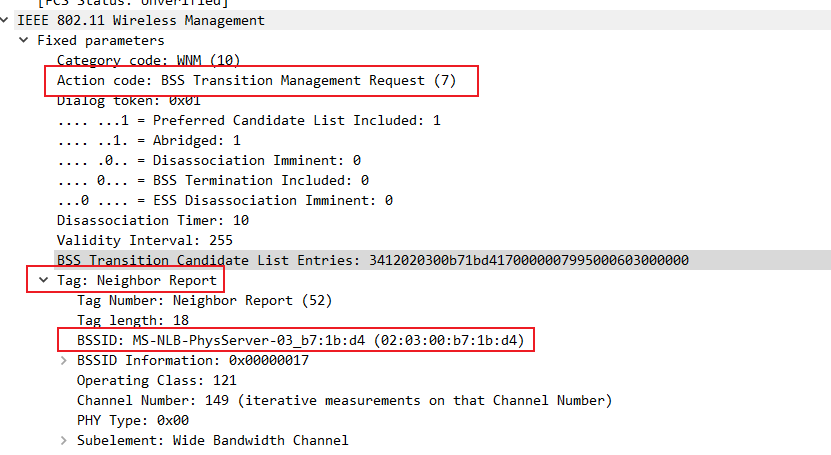 [FCS Status: Unverified]
IEEE 802.11 Wireless Management
Fixed parameters
Category code: WNM (10)
Action code: BSS Transition Management Request (7)
Dialog token: 0x01
.... ...1 = Preferred Candidate List Included: 1
.... ..1. = Abridged: 1
.... .0.. = Disassociation Imminent: 0
.... 0... = BSS Termination Included: 0
...0 .... = ESS Disassociation Imminent: 0
Disassociation Timer: 10
Validity Interval: 255
BSS Transition Candidate List Entries: 3412020300b71bd4170000007995000603000000
Tag: Neighbor Report
Tag Number: Neighbor Report (52)
Tag length: 18
BSSID: MS-NLB-PhysServer-03_b7:1b:d4 (02:03:00:b7:1b:d4)
BSSID Information: 0x00000017
Operating Class: 121
Channel Number: 149 (iterative measurements on that Channel Number)
PHY Type: 0x00
Subelement: Wide Bandwidth Channel